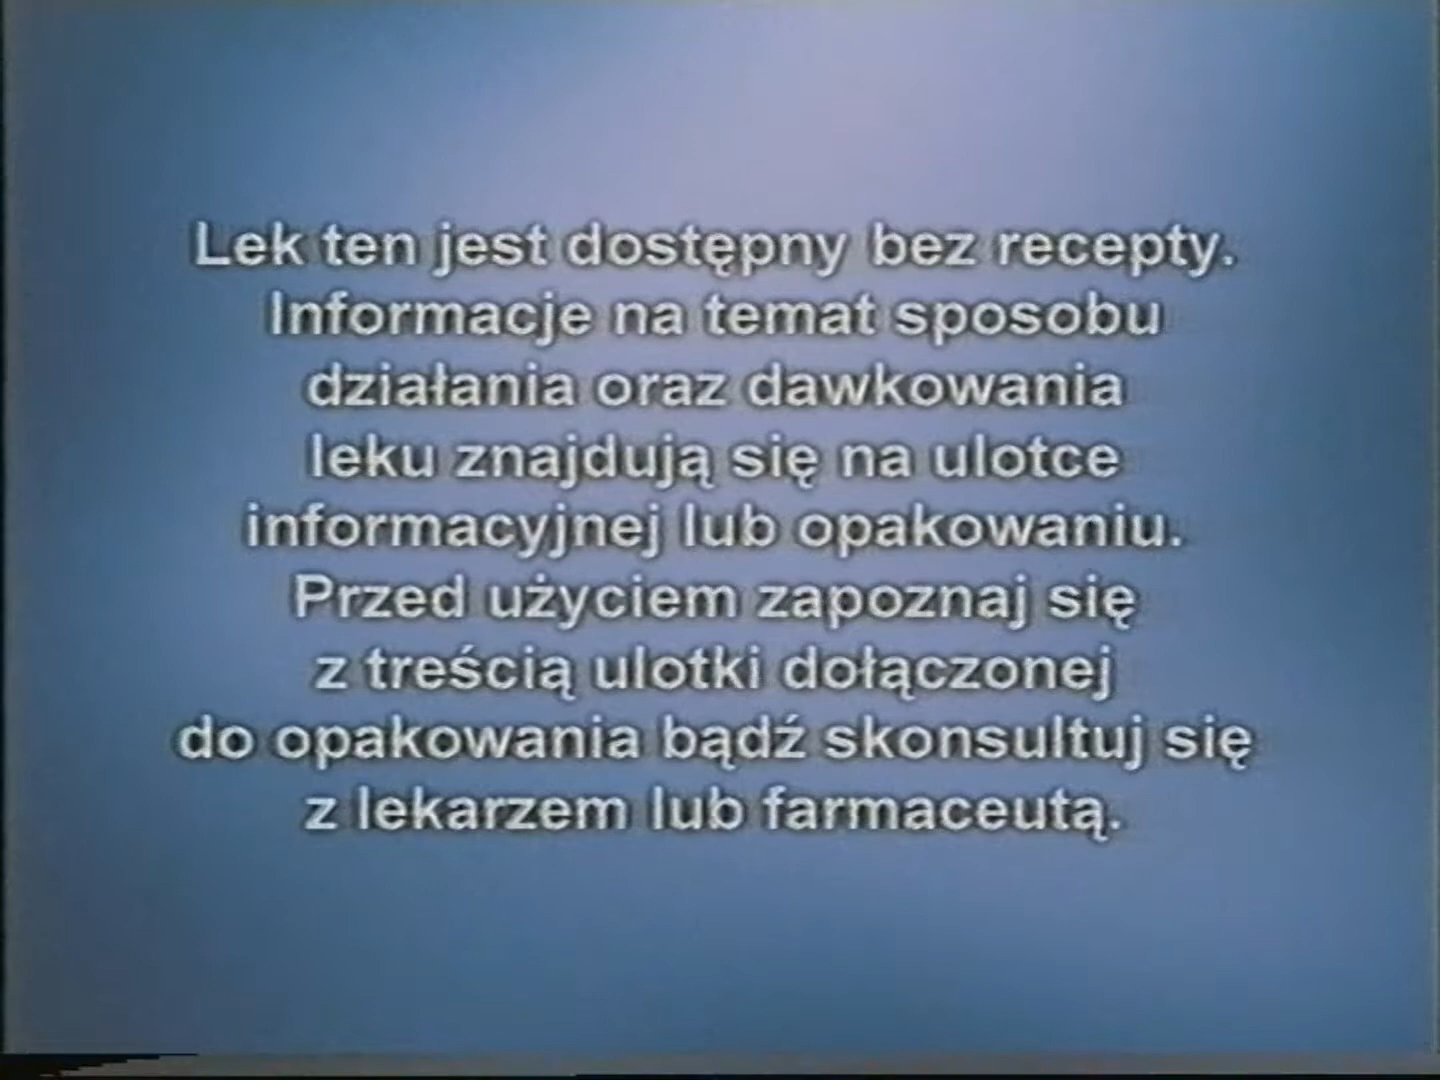 Lek ten jest dostępny bez recepty.
Informacje na temat sposobu
działania oraz dawkowania
leku znajdują się na ulotce
informacyjnej lub opakowaniu.
Przed użyciem zapoznaj się
z treścią ulotki dołączonej
do opakowania bądź skonsultuj się
z lekarzem lub farmaceutą.